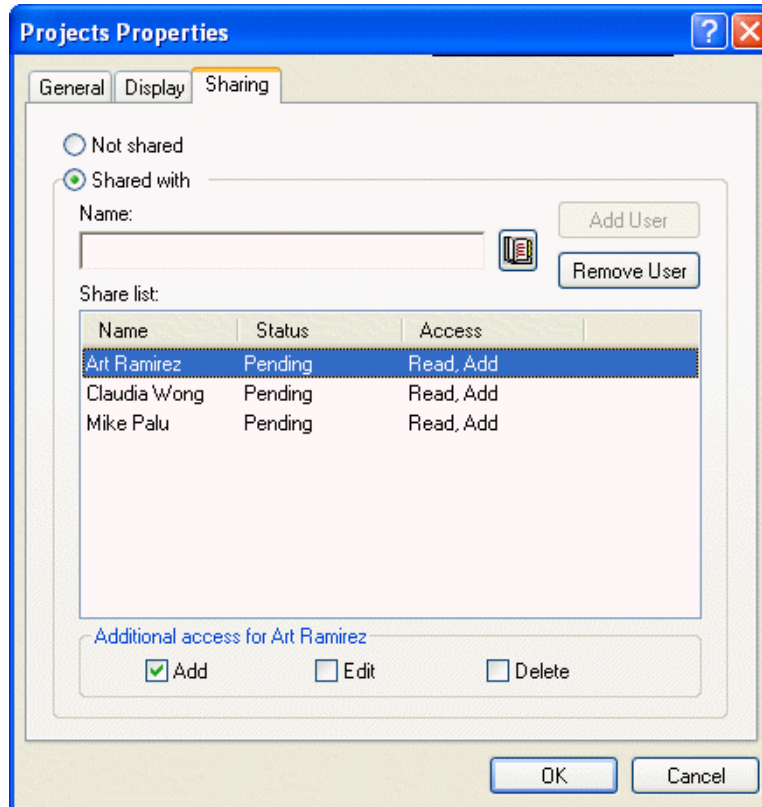 Projects Properties
General Display Sharing
Not shared
Shared with
Name:
Add User
Remove User
Share list:
Name Status Access
Art Ramirez Pending Read, Add
Claudia Wong Pending Read, Add
Mike Palu Pending Read, Add
Additional access for Art Ramirez
Add Edit Delete
OK Cancel